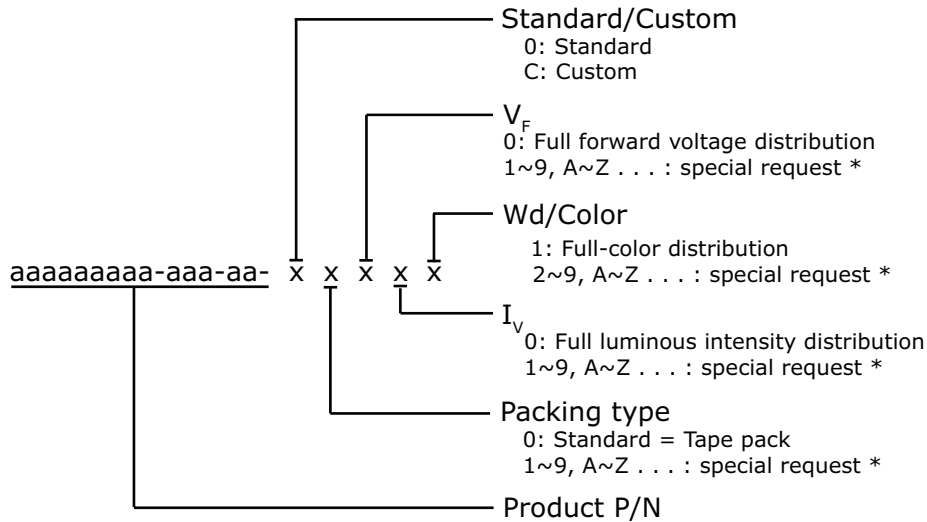 Standard/Custom
0: Standard
C: Custom
VF
0: Full forward voltage distribution
1~9, A~Z . . . : special request *
Wd/Color
1: Full-color distribution
2~9, A~Z . . . : special request *
aaaaaaaaa-aaa-aa- x x x x x
IV
0: Full luminous intensity distribution
1~9, A~Z . . . : special request *
Packing type
0: Standard = Tape pack
1~9, A~Z . . . : special request *
Product P/N